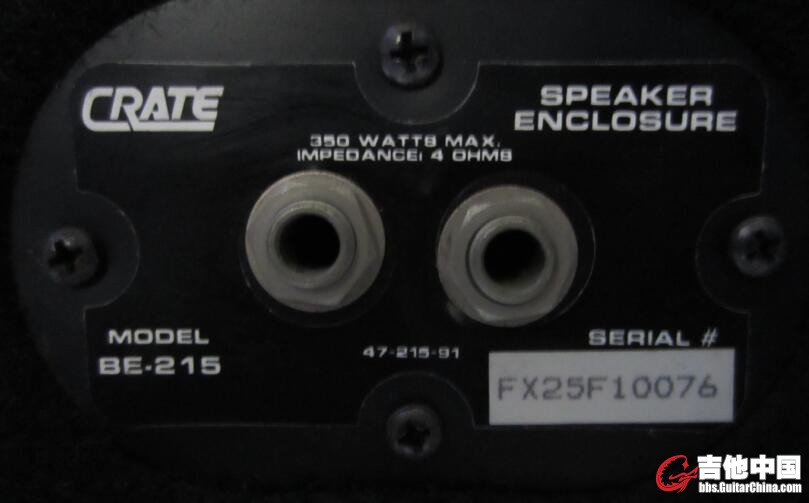 CRATE
SPEAKER
ENCLOSURE
350 WATTS MAX.
IMPEDANCE: 4 OHMS
MODEL
BE-215
47-215-91
SERIAL #
FX25F10076
吉他中国
bbs.GuitarChina.com